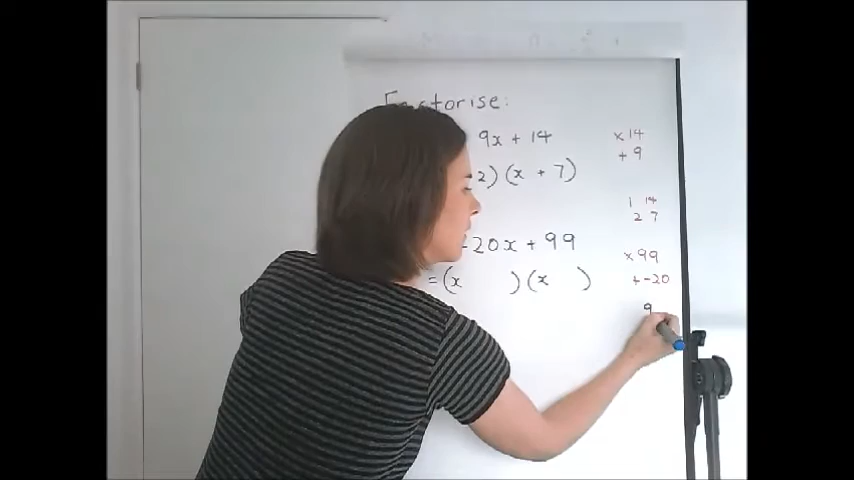 Factorise:
9x + 14
2)(x + 7)
-20x + 99
= (x    )(x    )
×14
+9
1 14
2 7
×99
+-20
9